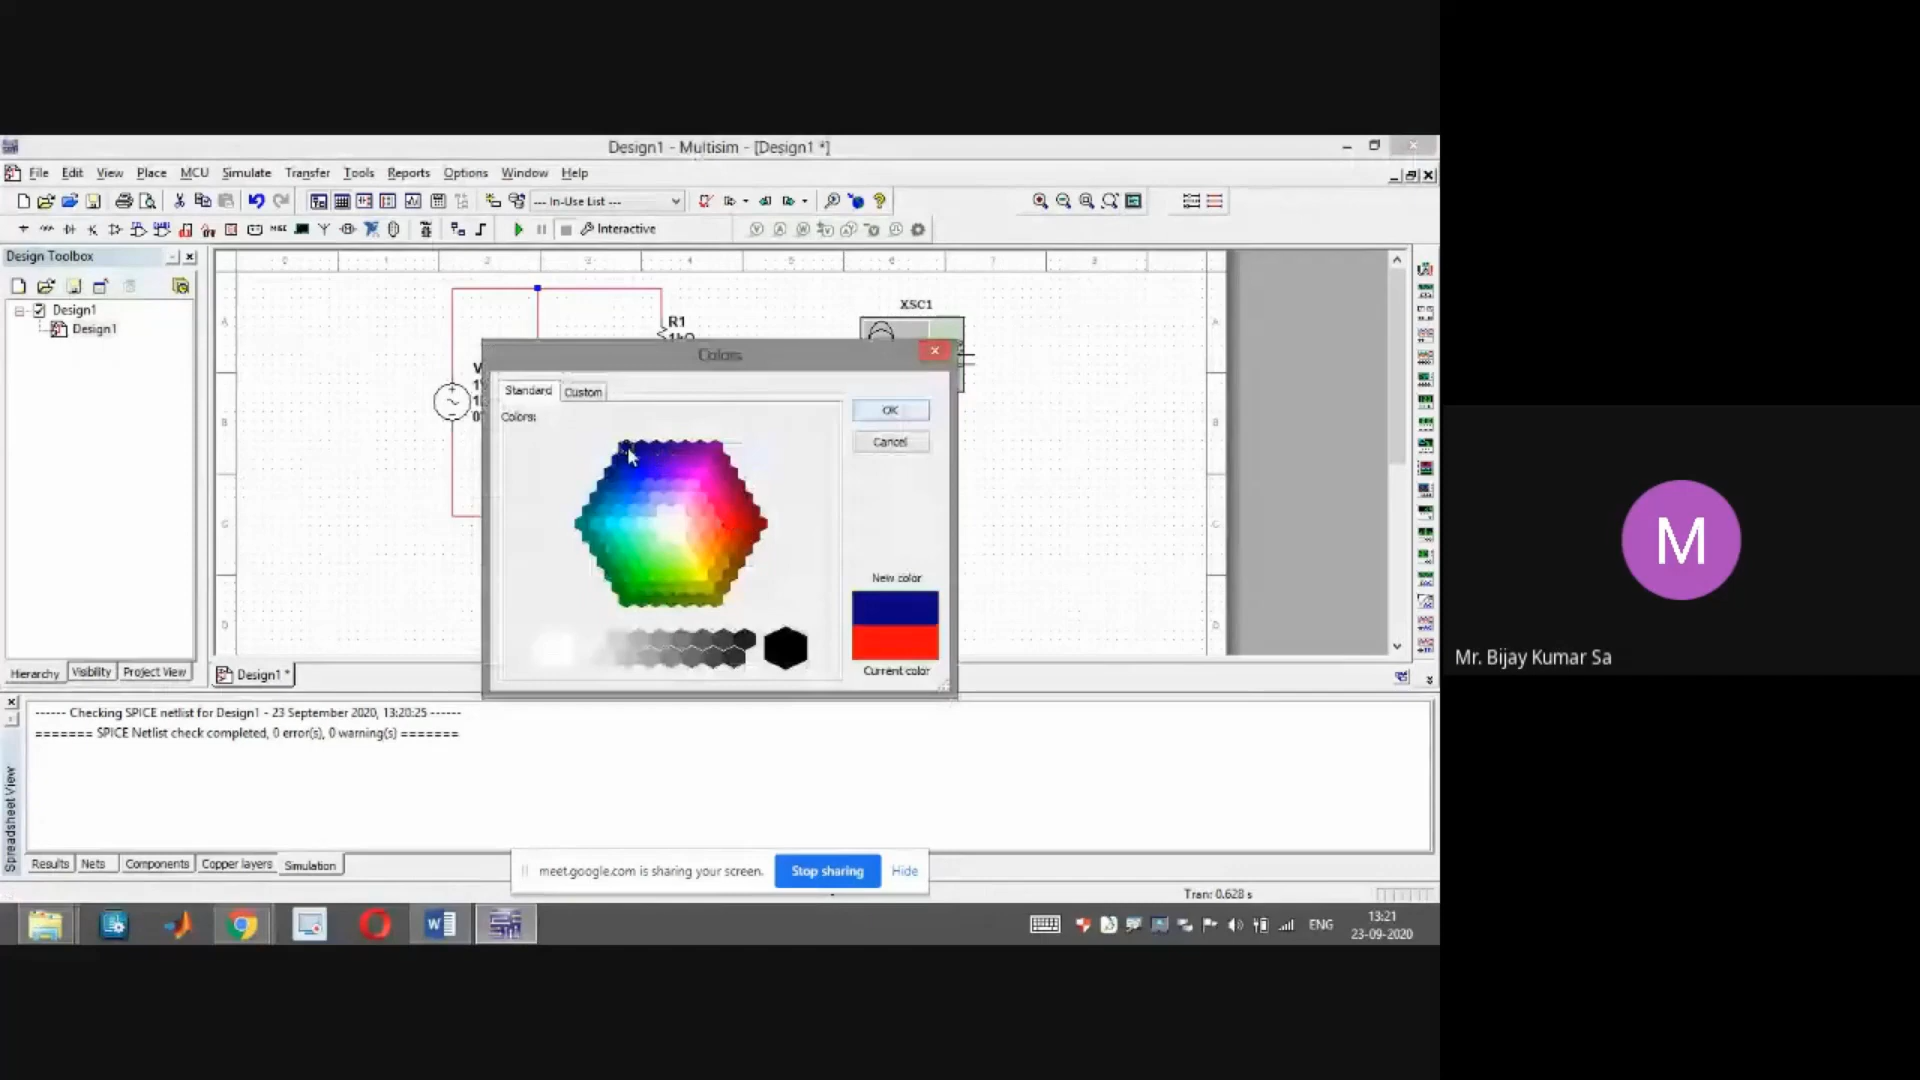 Design1 - Multisim - [Design1 *]
File Edit View Place MCU Simulate Transfer Tools Reports Options Window Help
--- In-Use List ---
Interactive
Design Toolbox
Design1
Design1
XSC1
R1
1kΩ
Colors
Standard Custom
Colors:
OK
Cancel
New color
Current color
Hierarchy Visibility Project View
Design1 *
------ Checking SPICE netlist for Design1 - 23 September 2020, 13:20:25 ------
======= SPICE Netlist check completed, 0 error(s), 0 warning(s) =======
Spreadsheet View
Results Nets Components Copper layers Simulation
meet.google.com is sharing your screen. Stop sharing Hide
Tran: 0.628 s
ENG
13:21
23-09-2020
M
Mr. Bijay Kumar Sa